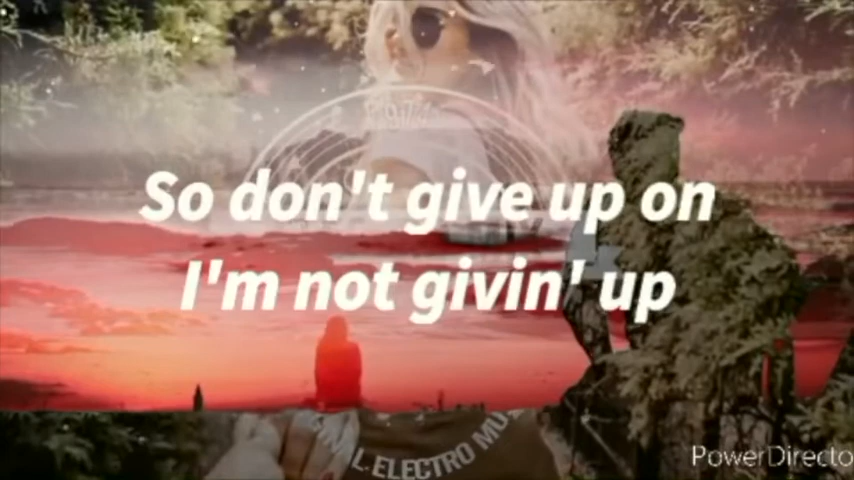 So don't give up on
I'm not givin' up
L.ELECTRO MU
PowerDirecto